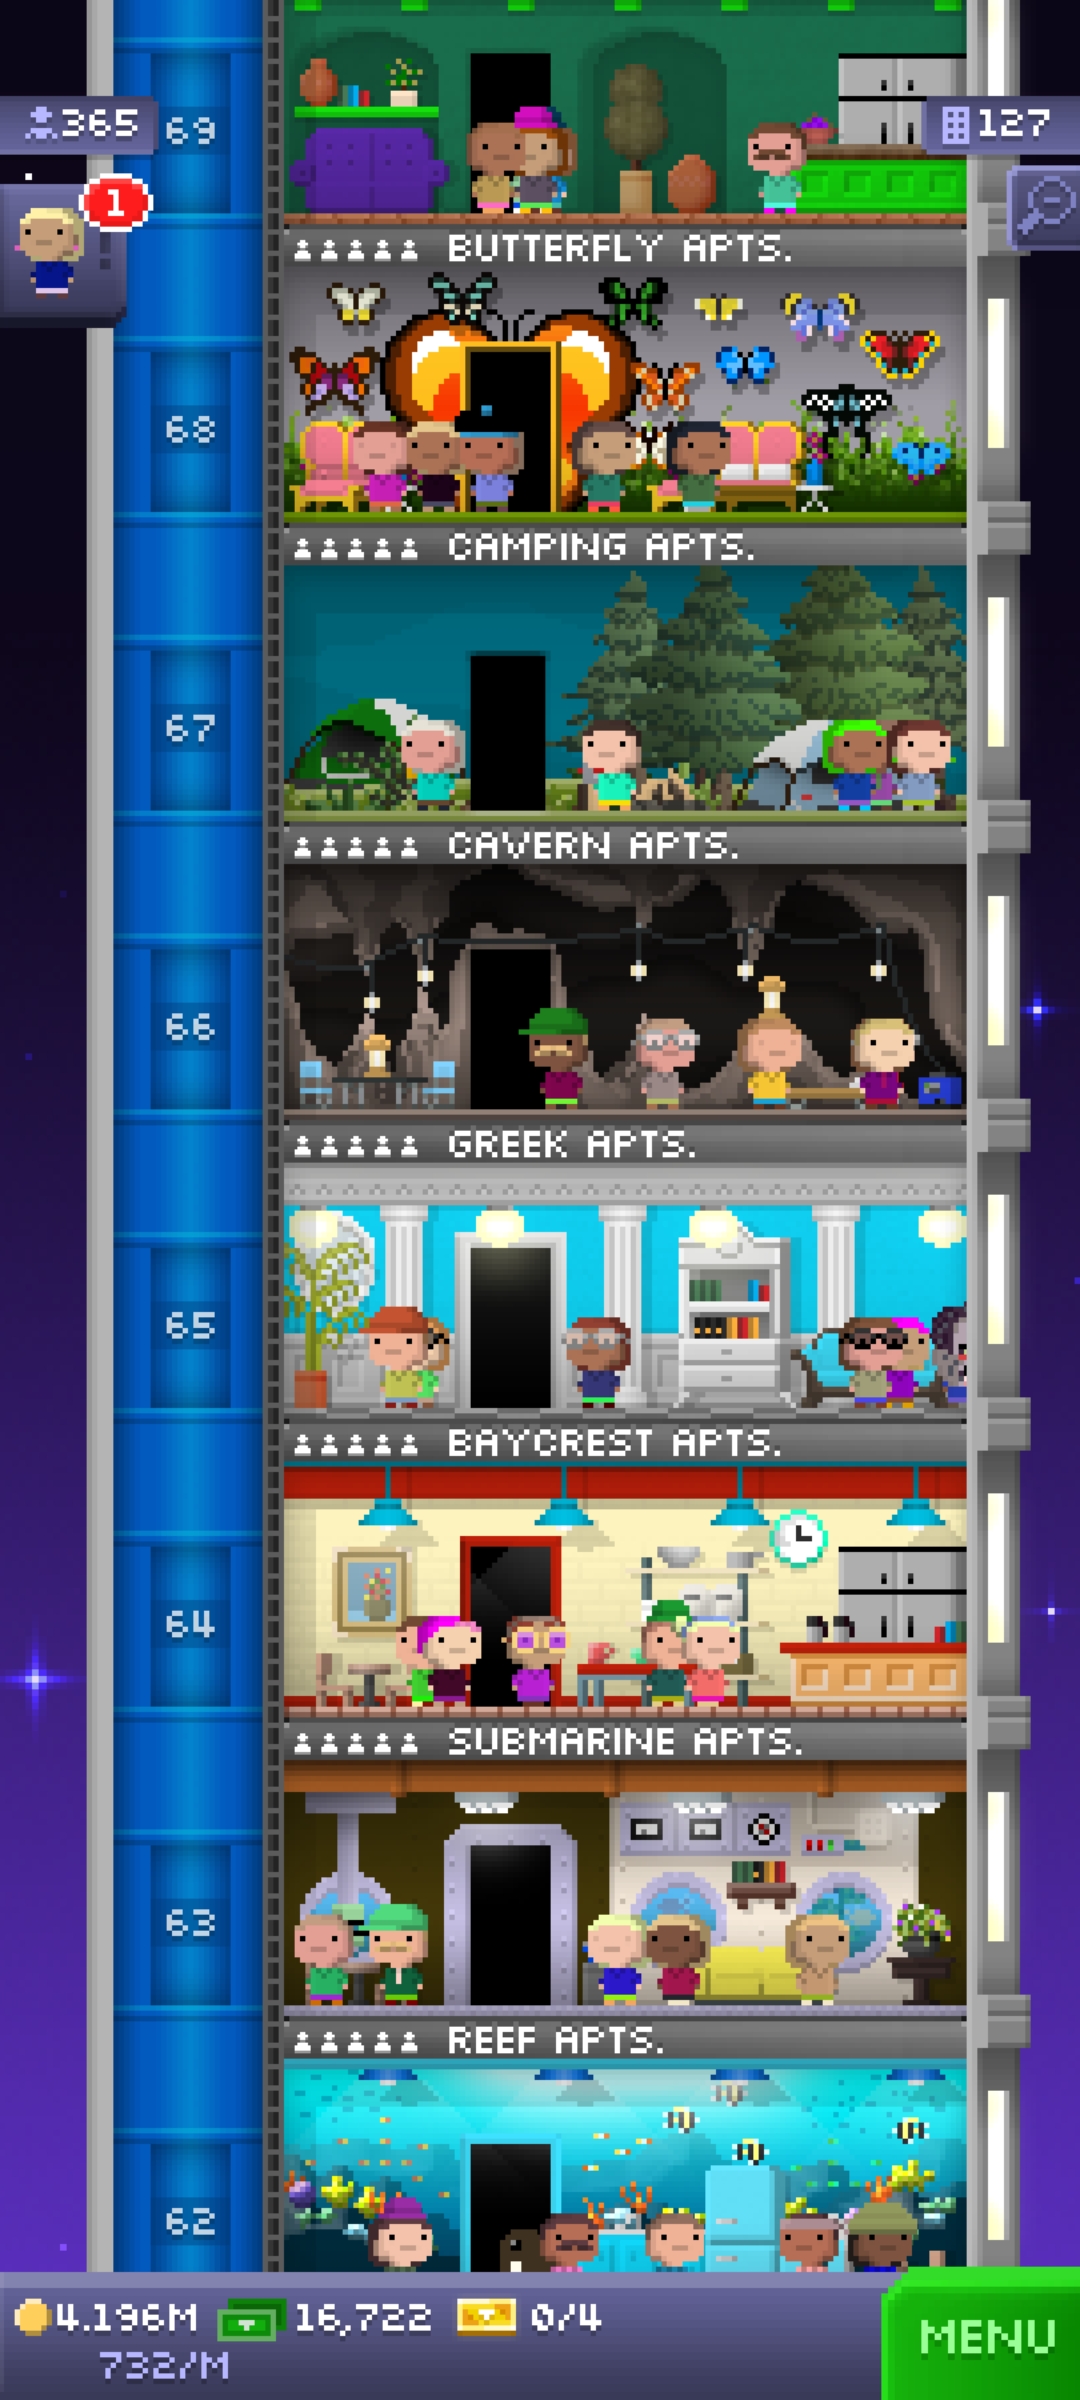 365
69
127
1
BUTTERFLY APTS.
68
CAMPING APTS.
67
CAVERN APTS.
66
GREEK APTS.
65
BAYCREST APTS.
64
SUBMARINE APTS.
63
REEF APTS.
62
4.196M 16,722 0/4
732/M
MENU